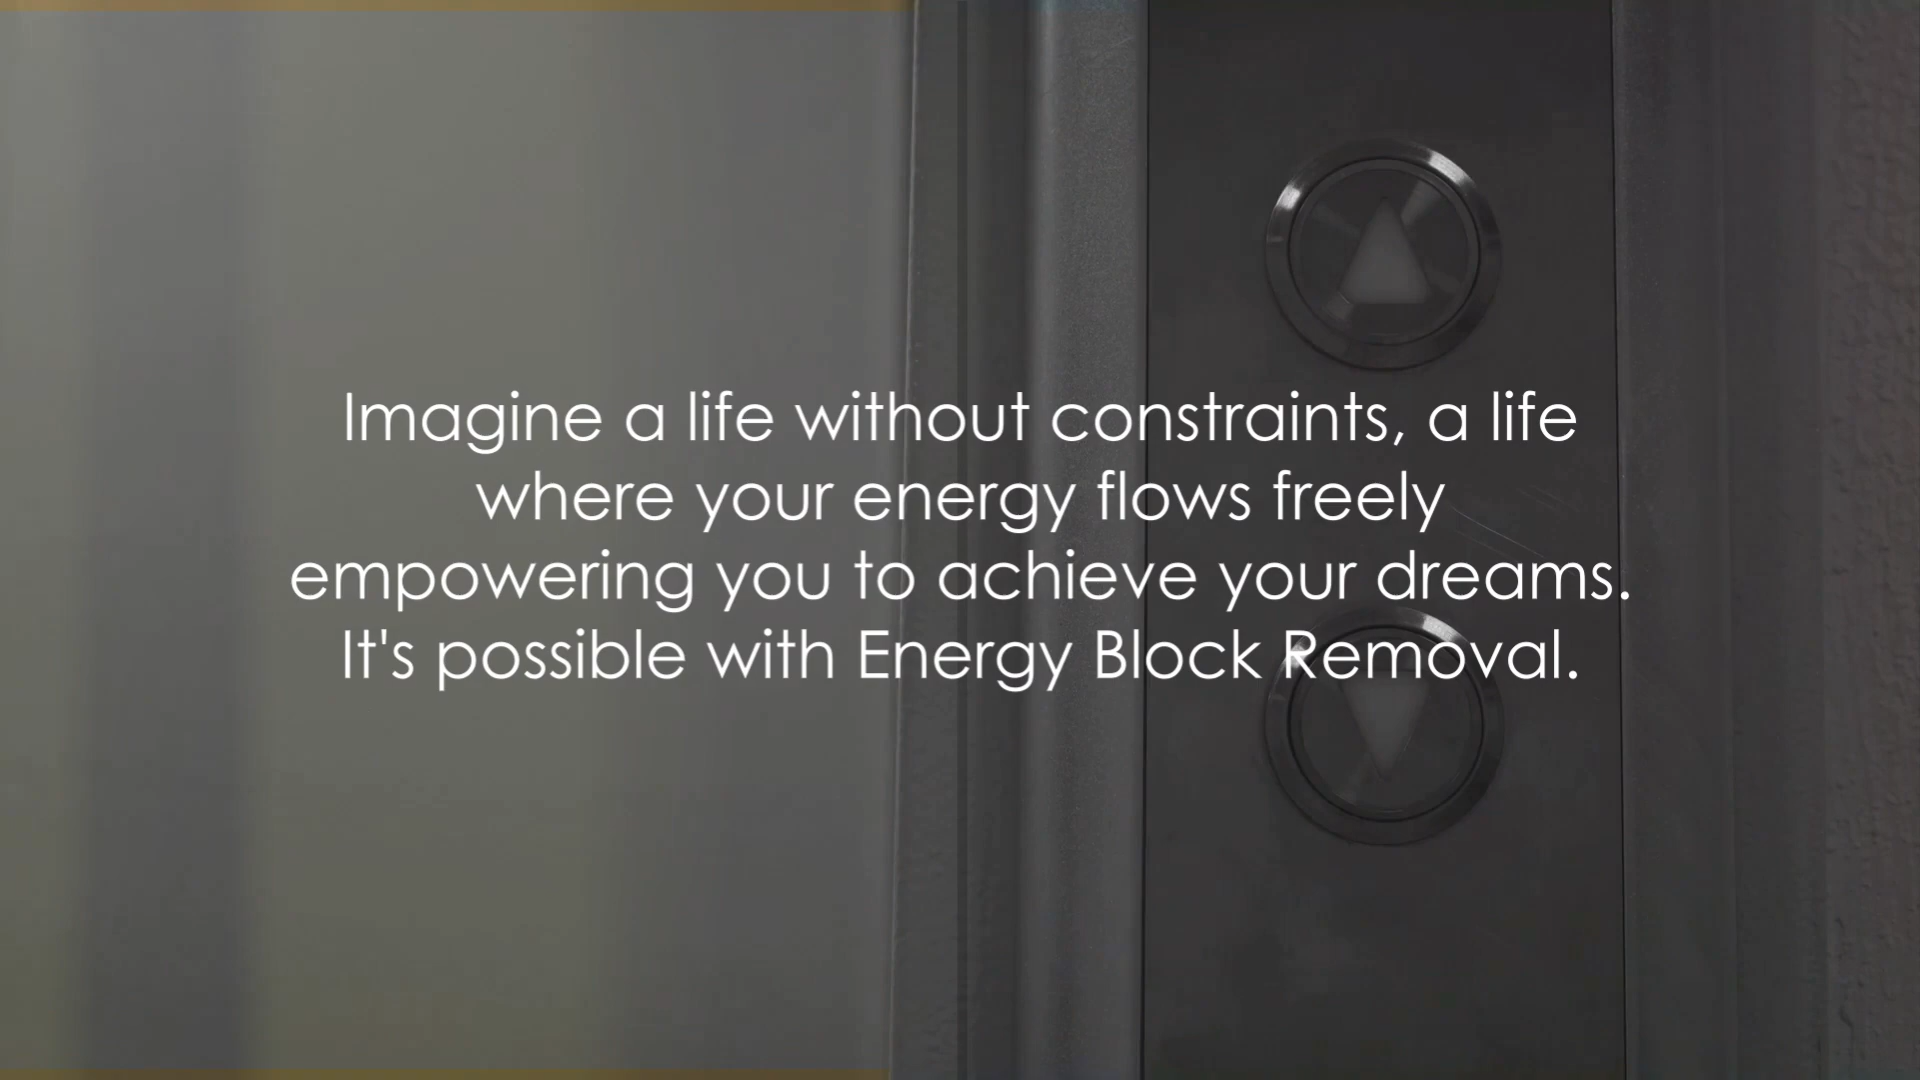 Imagine a life without constraints, a life
where your energy flows freely
empowering you to achieve your dreams.
It's possible with Energy Block Removal.